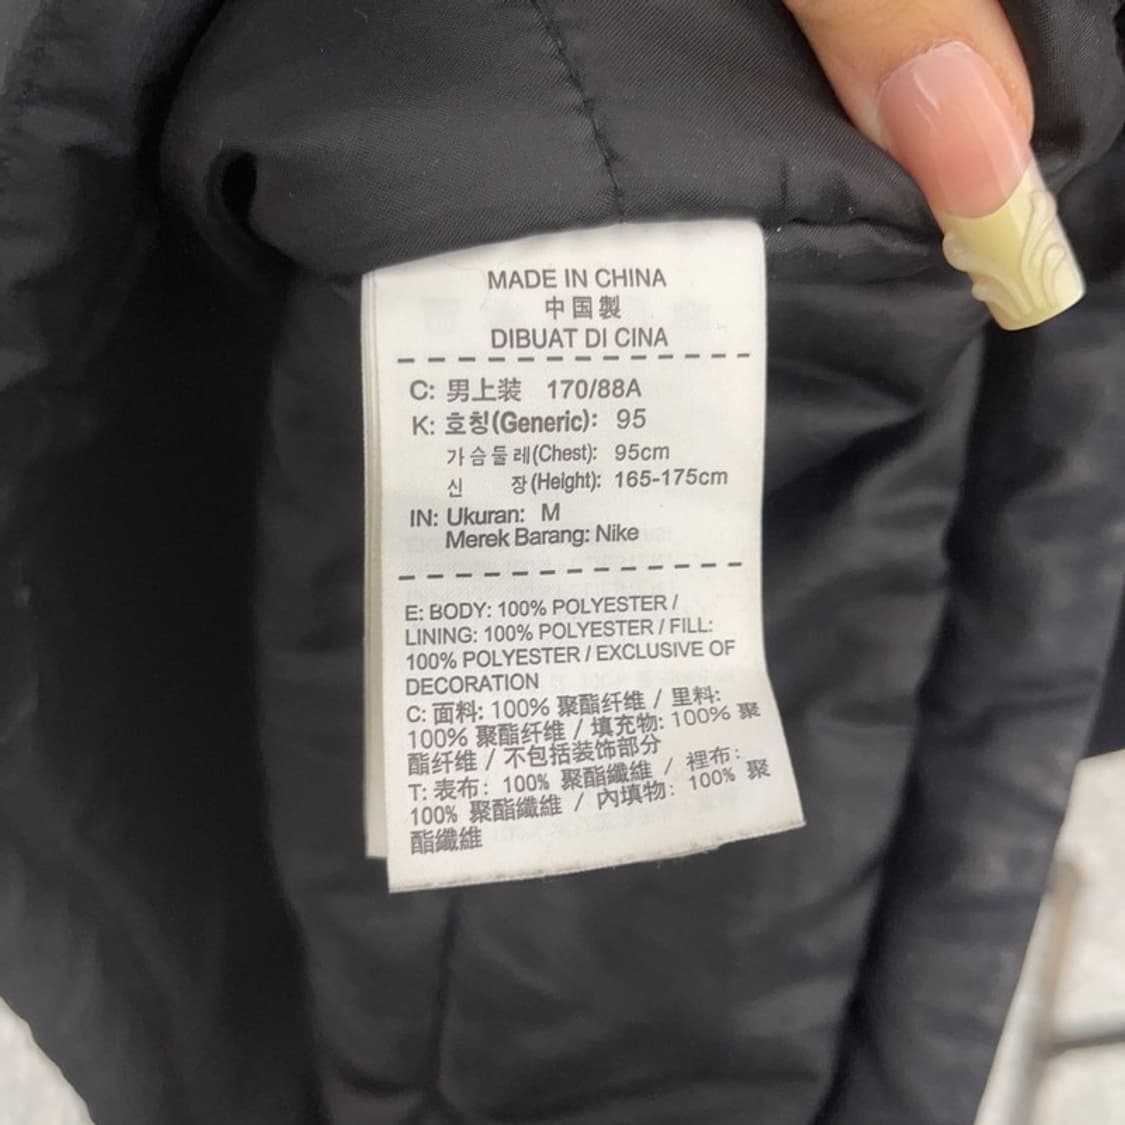 MADE IN CHINA
中国製
DIBUAT DI CINA
C: 男上装 170/88A
K: 호칭(Generic): 95
가슴둘레(Chest): 95cm
신 장(Height): 165-175cm
IN: Ukuran: M
Merek Barang: Nike
E: BODY: 100% POLYESTER /
LINING: 100% POLYESTER / FILL:
100% POLYESTER / EXCLUSIVE OF
DECORATION
C: 面料: 100% 聚酯纤维 / 里料:
100% 聚酯纤维 / 填充物: 100% 聚
酯纤维 / 不包括装饰部分
T: 表布: 100% 聚酯纖維 / 裡布:
100% 聚酯纖維 / 內填物: 100% 聚
酯纖維